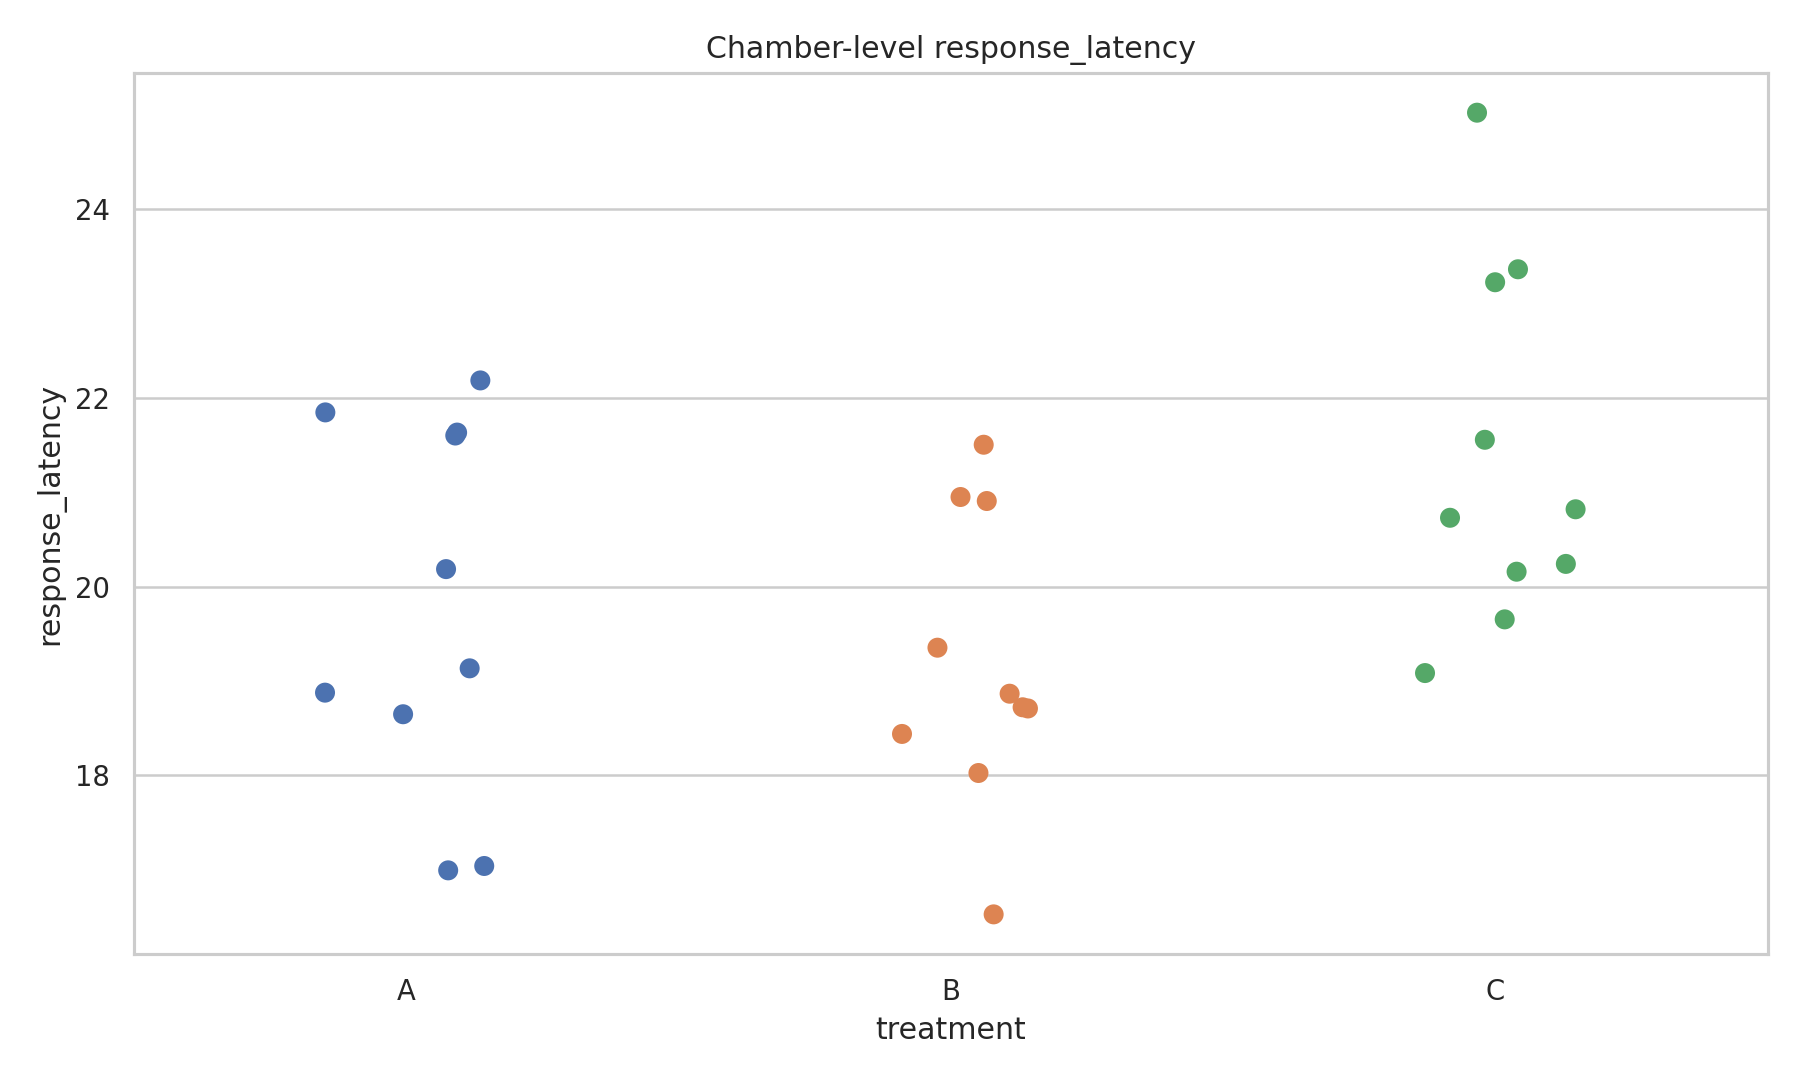 Chamber-level response_latency
response_latency
24
22
20
18
A
B
C
treatment